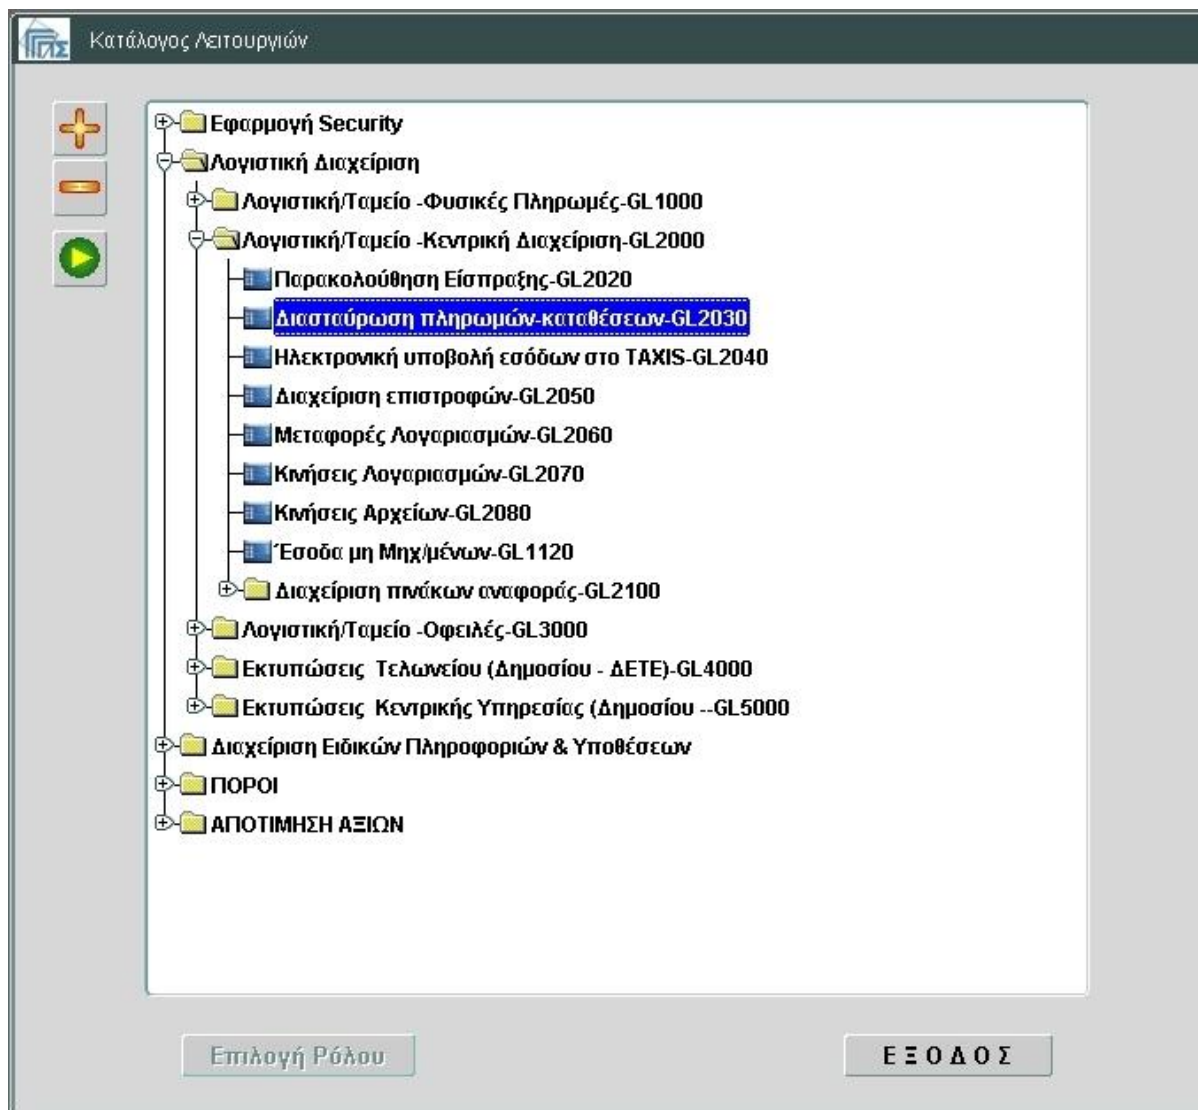 ΓΓΠΣ
Κατάλογος Λειτουργιών
Εφαρμογή Security
Λογιστική Διαχείριση
Λογιστική/Ταμείο -Φυσικές Πληρωμές-GL1000
Λογιστική/Ταμείο -Κεντρική Διαχείριση-GL2000
Παρακολούθηση Είσπραξης-GL2020
Διασταύρωση πληρωμών-καταθέσεων-GL2030
Ηλεκτρονική υποβολή εσόδων στο TAXIS-GL2040
Διαχείριση επιστροφών-GL2050
Μεταφορές Λογαριασμών-GL2060
Κινήσεις Λογαριασμών-GL2070
Κινήσεις Αρχείων-GL2080
Έσοδα μη Μηχ/μένων-GL1120
Διαχείριση πινάκων αναφοράς-GL2100
Λογιστική/Ταμείο -Οφειλές-GL3000
Εκτυπώσεις Τελωνείου (Δημοσίου - ΔΕΤΕ)-GL4000
Εκτυπώσεις Κεντρικής Υπηρεσίας (Δημοσίου --GL5000
Διαχείριση Ειδικών Πληροφοριών & Υποθέσεων
ΠΟΡΟΙ
ΑΠΟΤΙΜΗΣΗ ΑΞΙΩΝ
Επιλογή Ρόλου
Ε Ξ Ο Δ Ο Σ